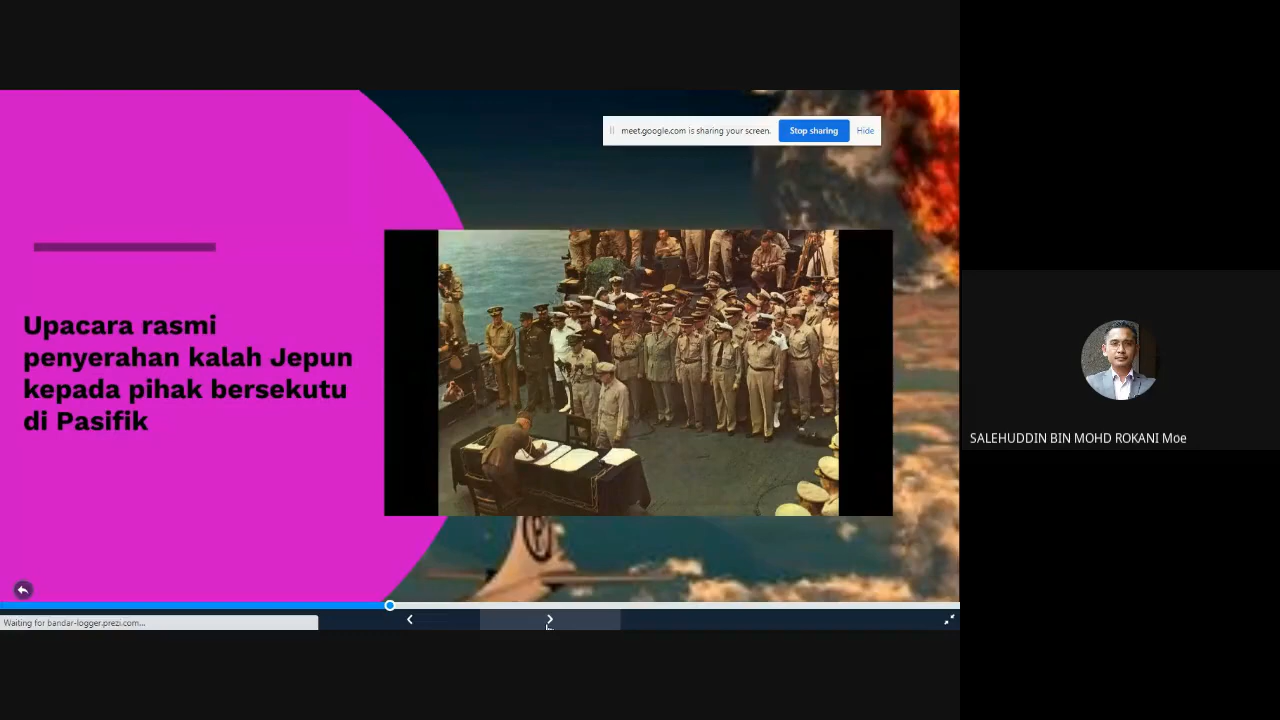 meet.google.com is sharing your screen.
Stop sharing
Hide
Upacara rasmi
penyerahan kalah Jepun
kepada pihak bersekutu
di Pasifik
SALEHUDDIN BIN MOHD ROKANI Moe
Waiting for bandar-logger.prezi.com...